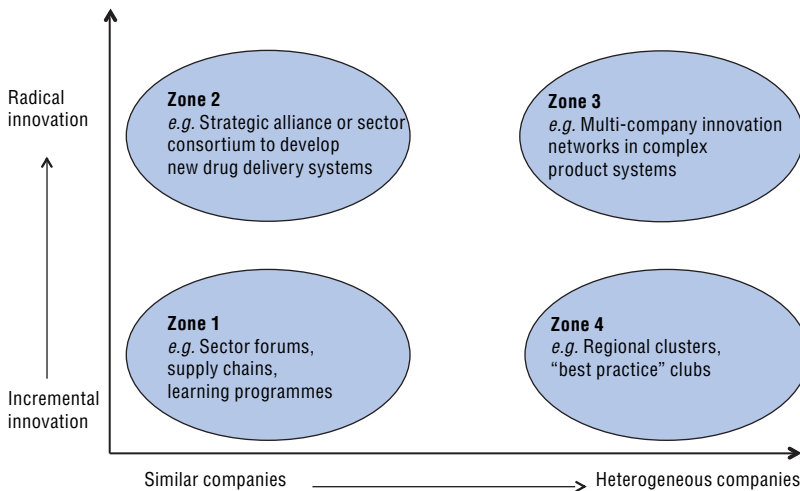 Radical
innovation
Zone 2
e.g. Strategic alliance or sector
consortium to develop
new drug delivery systems
Zone 3
e.g. Multi-company innovation
networks in complex
product systems
Zone 1
e.g. Sector forums,
supply chains,
learning programmes
Zone 4
e.g. Regional clusters,
“best practice” clubs
Incremental
innovation
Similar companies
Heterogeneous companies